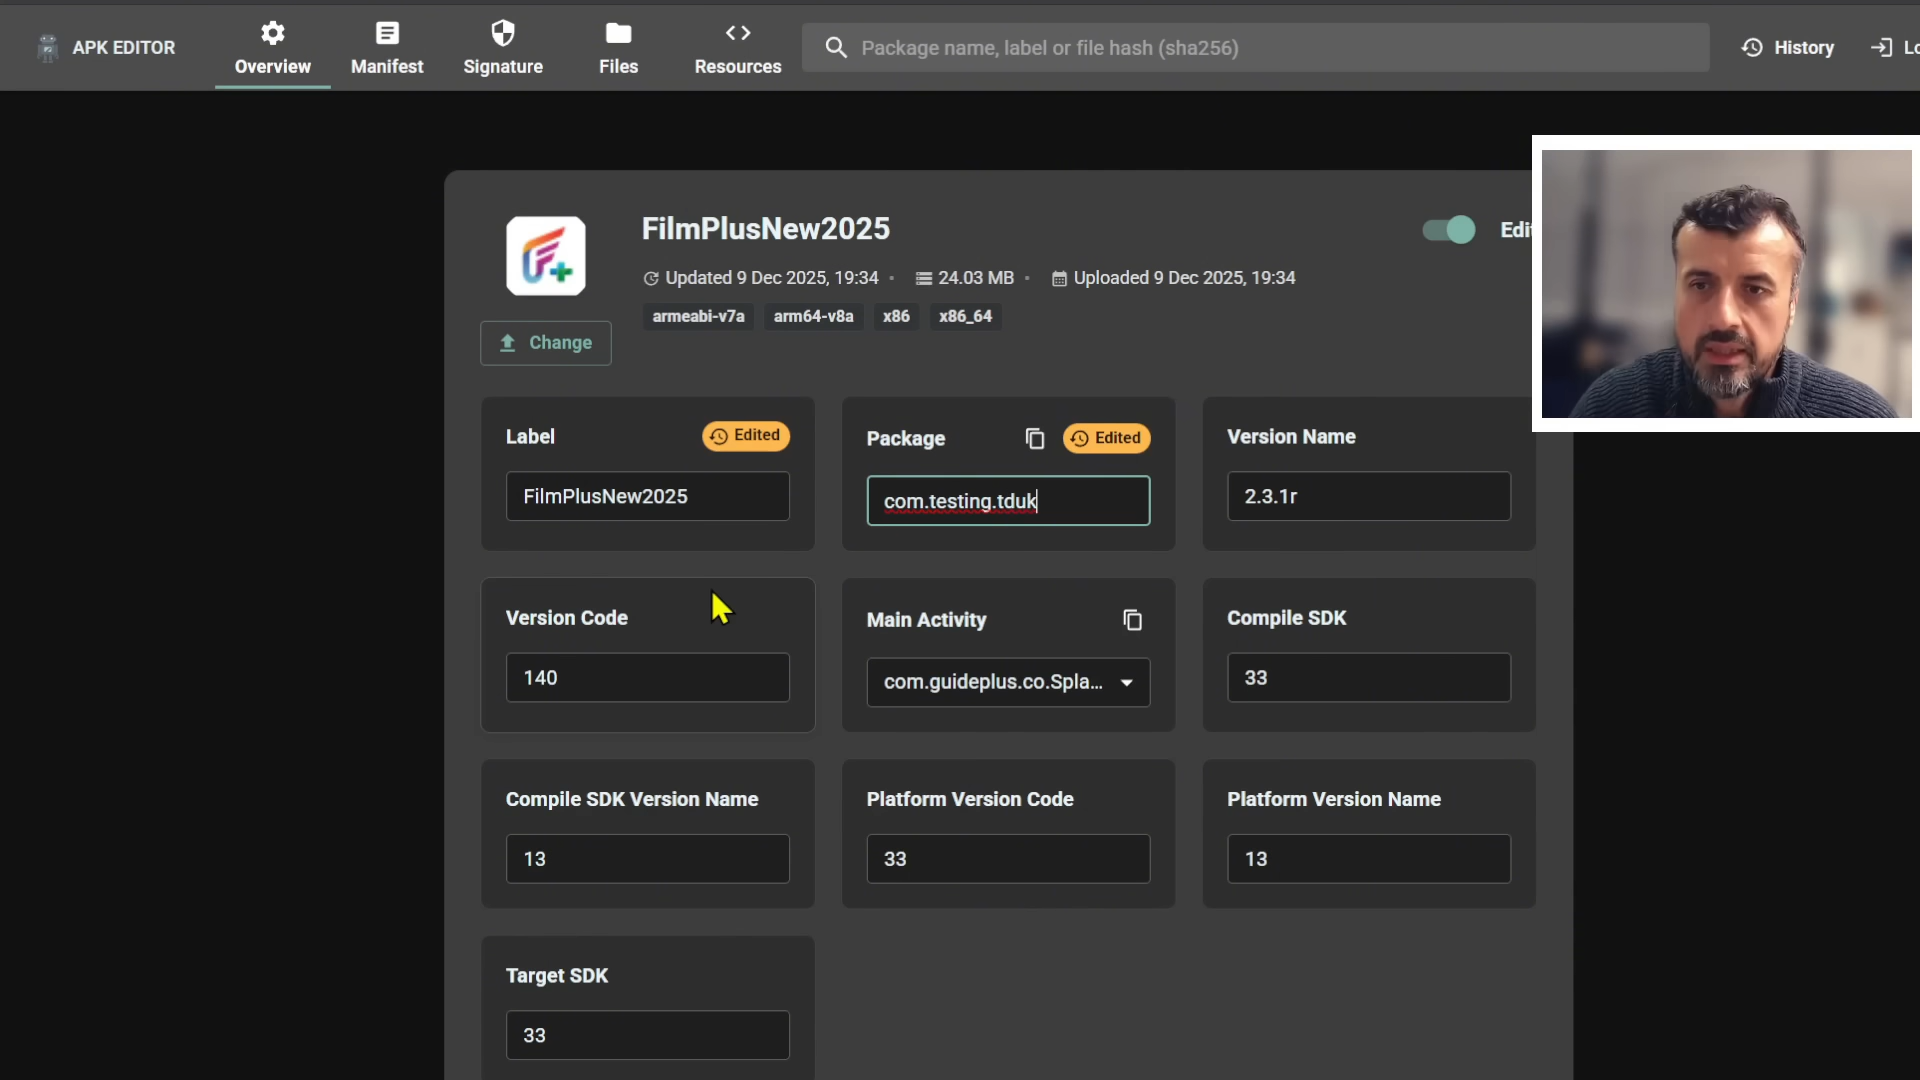 APK EDITOR
Overview
Manifest
Signature
Files
Resources
Package name, label or file hash (sha256)
History
Lo
FilmPlusNew2025
Edit
Updated 9 Dec 2025, 19:34 • 24.03 MB • Uploaded 9 Dec 2025, 19:34
armeabi-v7a arm64-v8a x86 x86_64
Change
Label
Edited
FilmPlusNew2025
Package
Edited
com.testing.tduk
Version Name
2.3.1r
Version Code
140
Main Activity
com.guideplus.co.Spla...
Compile SDK
33
Compile SDK Version Name
13
Platform Version Code
33
Platform Version Name
13
Target SDK
33